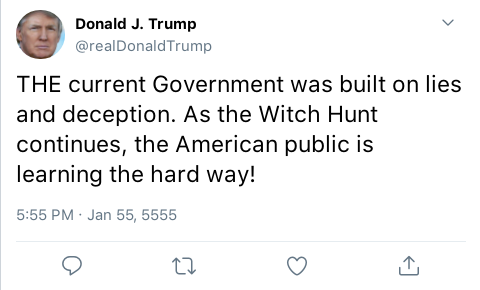 Donald J. Trump
@realDonaldTrump
THE current Government was built on lies
and deception. As the Witch Hunt
continues, the American public is
learning the hard way!
5:55 PM · Jan 55, 5555